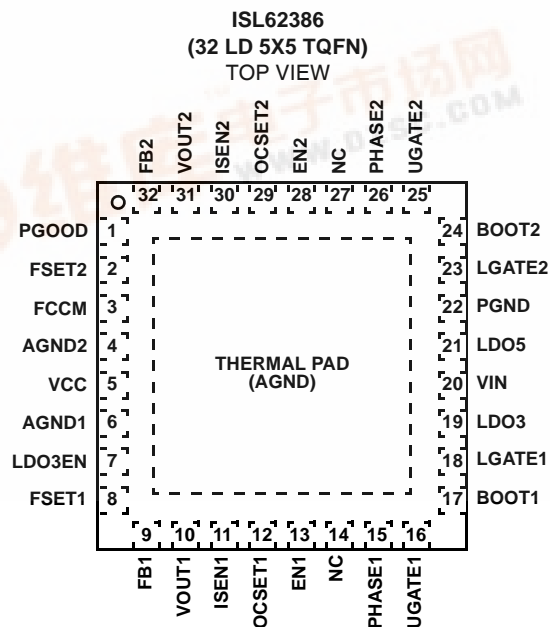 ISL62386
(32 LD 5X5 TQFN)
TOP VIEW
FB2
VOUT2
ISEN2
OCSET2
EN2
NC
PHASE2
UGATE2
32 31 30 29 28 27 26 25
PGOOD 1
FSET2 2
FCCM 3
AGND2 4
VCC 5
AGND1 6
LDO3EN 7
FSET1 8
THERMAL PAD
(AGND)
24 BOOT2
23 LGATE2
22 PGND
21 LDO5
20 VIN
19 LDO3
18 LGATE1
17 BOOT1
9 10 11 12 13 14 15 16
FB1
VOUT1
ISEN1
OCSET1
EN1
NC
PHASE1
UGATE1